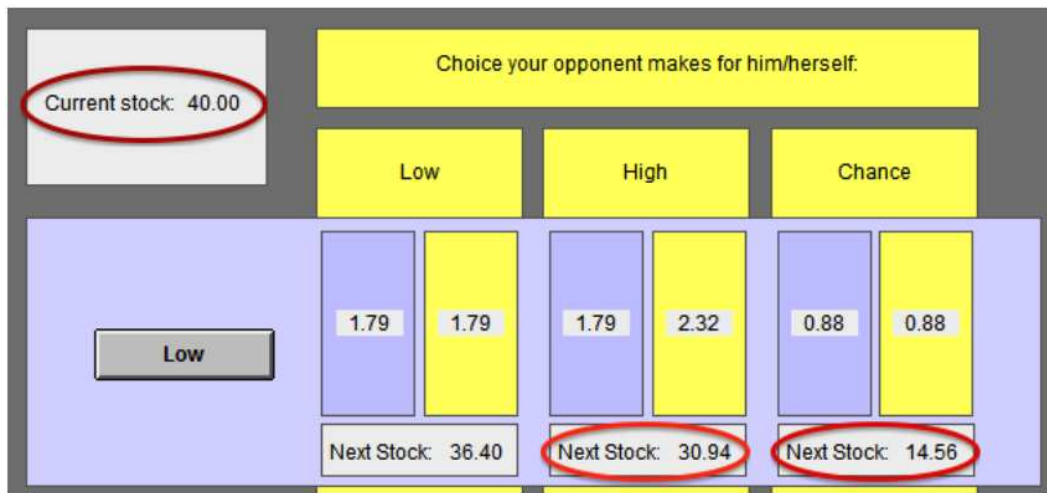 Current stock: 40.00
Choice your opponent makes for him/herself:
Low High Chance
Low
1.79 1.79 1.79 2.32 0.88 0.88
Next Stock: 36.40 Next Stock: 30.94 Next Stock: 14.56